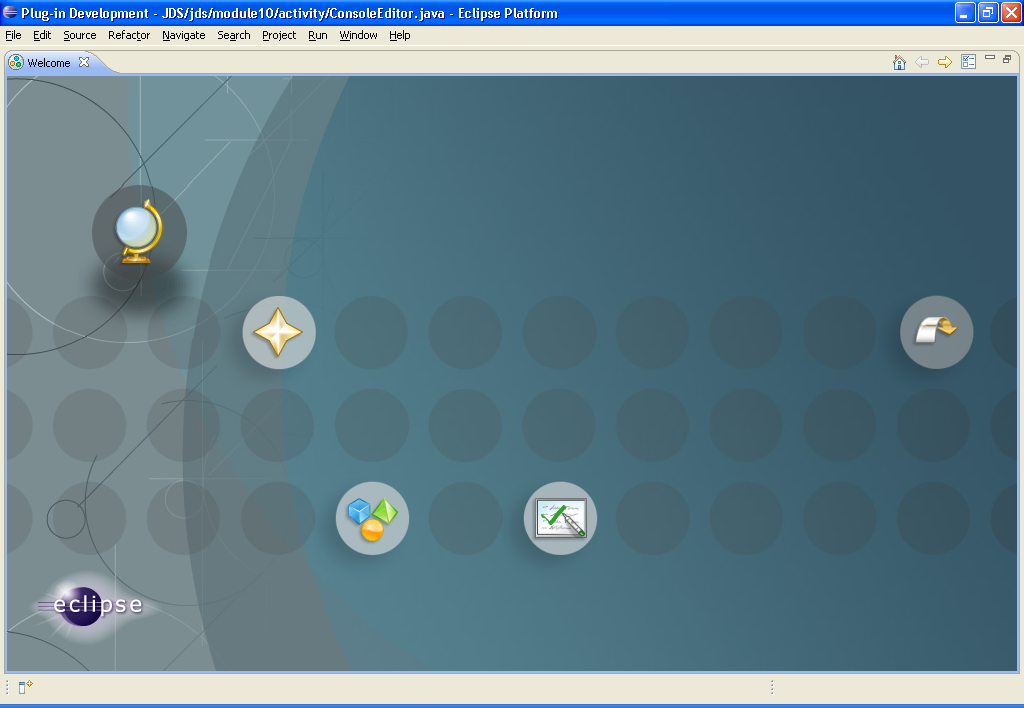 Plug-in Development - JDS/jds/module10/activity/ConsoleEditor.java - Eclipse Platform
File Edit Source Refactor Navigate Search Project Run Window Help
Welcome
eclipse